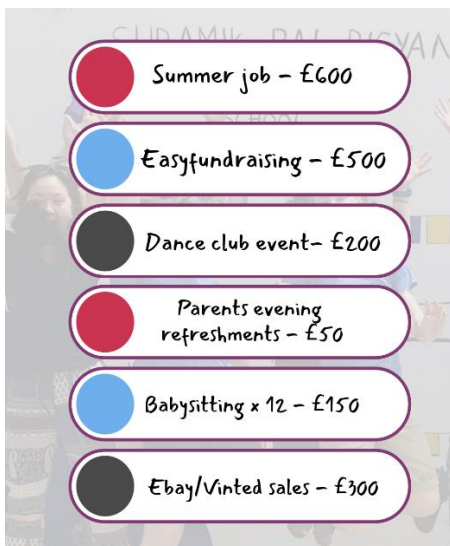 SCHOOL
Summer job – £600
Easyfundraising – £500
Dance club event– £200
Parents evening
refreshments – £50
Babysitting x 12 – £150
Ebay/Vinted sales – £300